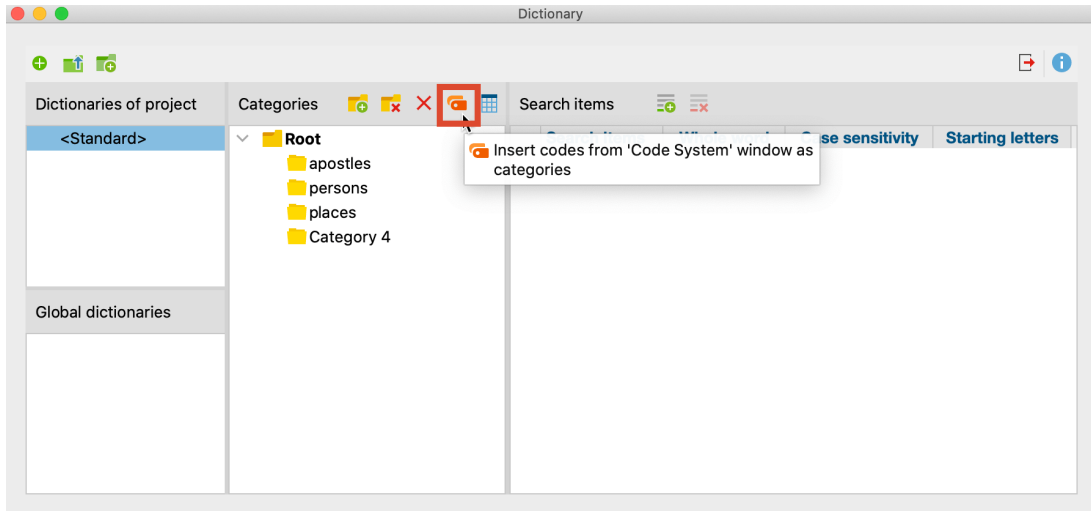 Dictionary
Dictionaries of project
Categories
Search items
<Standard>
Root
case sensitivity
Starting letters
Insert codes from 'Code System' window as
categories
apostles
persons
places
Category 4
Global dictionaries